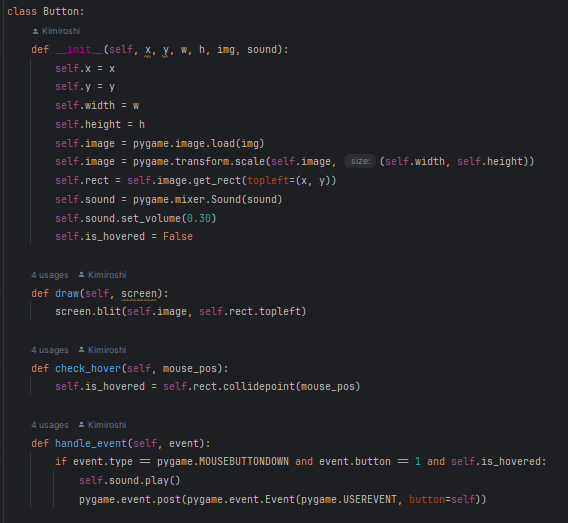 class Button:
Kimiroshi
def __init__(self, x, y, w, h, img, sound):
self.x = x
self.y = y
self.width = w
self.height = h
self.image = pygame.image.load(img)
self.image = pygame.transform.scale(self.image, size: (self.width, self.height))
self.rect = self.image.get_rect(topleft=(x, y))
self.sound = pygame.mixer.Sound(sound)
self.sound.set_volume(0.30)
self.is_hovered = False
4 usages Kimiroshi
def draw(self, screen):
screen.blit(self.image, self.rect.topleft)
4 usages Kimiroshi
def check_hover(self, mouse_pos):
self.is_hovered = self.rect.collidepoint(mouse_pos)
4 usages Kimiroshi
def handle_event(self, event):
if event.type == pygame.MOUSEBUTTONDOWN and event.button == 1 and self.is_hovered:
self.sound.play()
pygame.event.post(pygame.event.Event(pygame.USEREVENT, button=self))